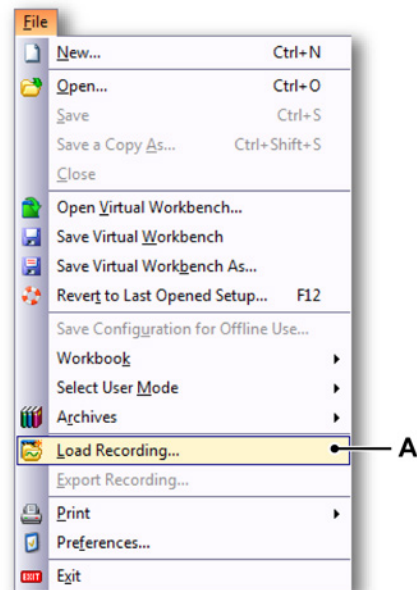 File
New... Ctrl+N
Open... Ctrl+O
Save Ctrl+S
Save a Copy As... Ctrl+Shift+S
Close
Open Virtual Workbench...
Save Virtual Workbench
Save Virtual Workbench As...
Revert to Last Opened Setup... F12
Save Configuration for Offline Use...
Workbook
Select User Mode
Archives
Load Recording... A
Export Recording...
Print
Preferences...
EXIT Exit